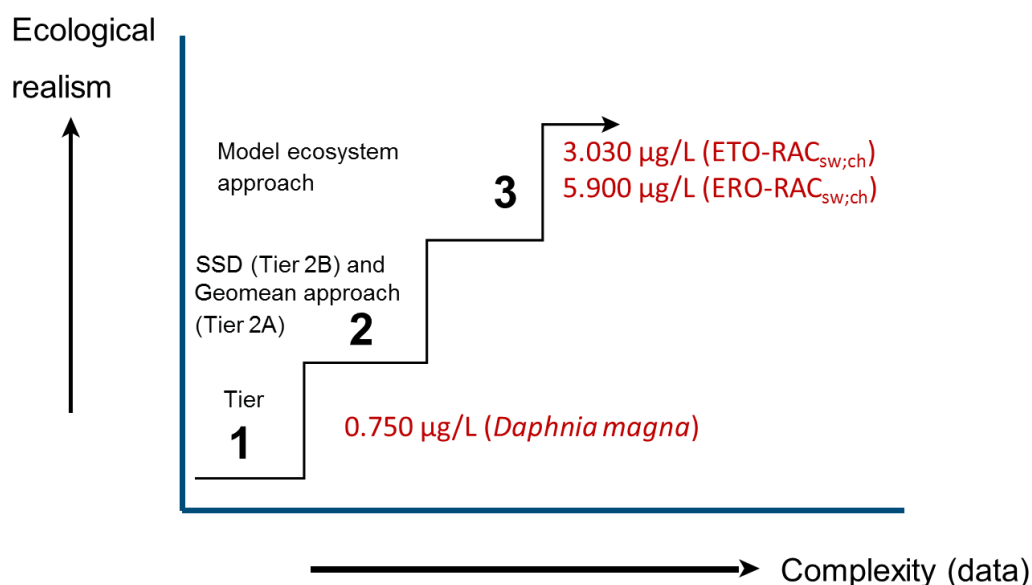 Ecological
realism
Model ecosystem
approach
3
3.030 µg/L (ETO-RACsw;ch)
5.900 µg/L (ERO-RACsw;ch)
SSD (Tier 2B) and
Geomean approach
(Tier 2A)
2
Tier
1
0.750 µg/L (Daphnia magna)
Complexity (data)